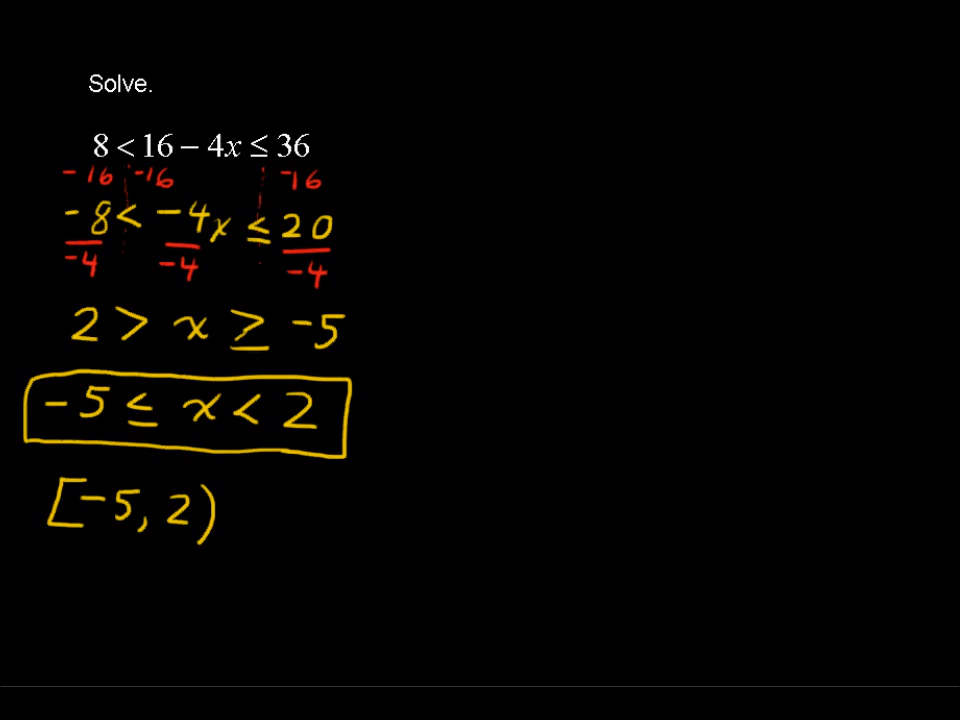 Solve.
8 < 16 − 4x ≤ 36
-16 -16 -16
-8 < -4x ≤ 20
-4 -4 -4
2 > x ≥ -5
-5 ≤ x < 2
[-5, 2)